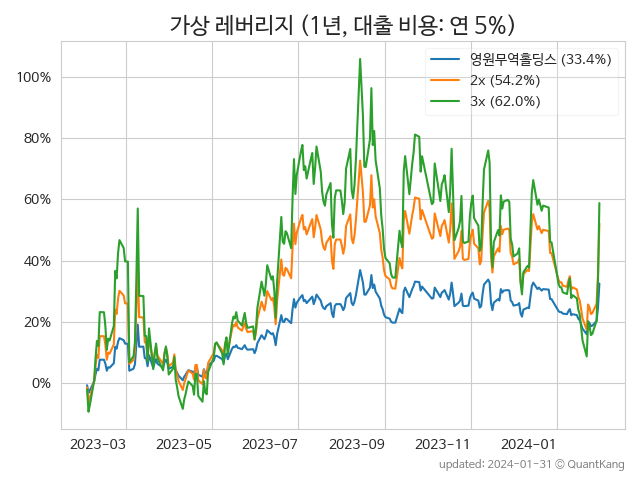 가상 레버리지 (1년, 대출 비용: 연 5%)
영원무역홀딩스 (33.4%)
2x (54.2%)
3x (62.0%)
100%
80%
60%
40%
20%
0%
2023-03 2023-05 2023-07 2023-09 2023-11 2024-01
updated: 2024-01-31 © QuantKang